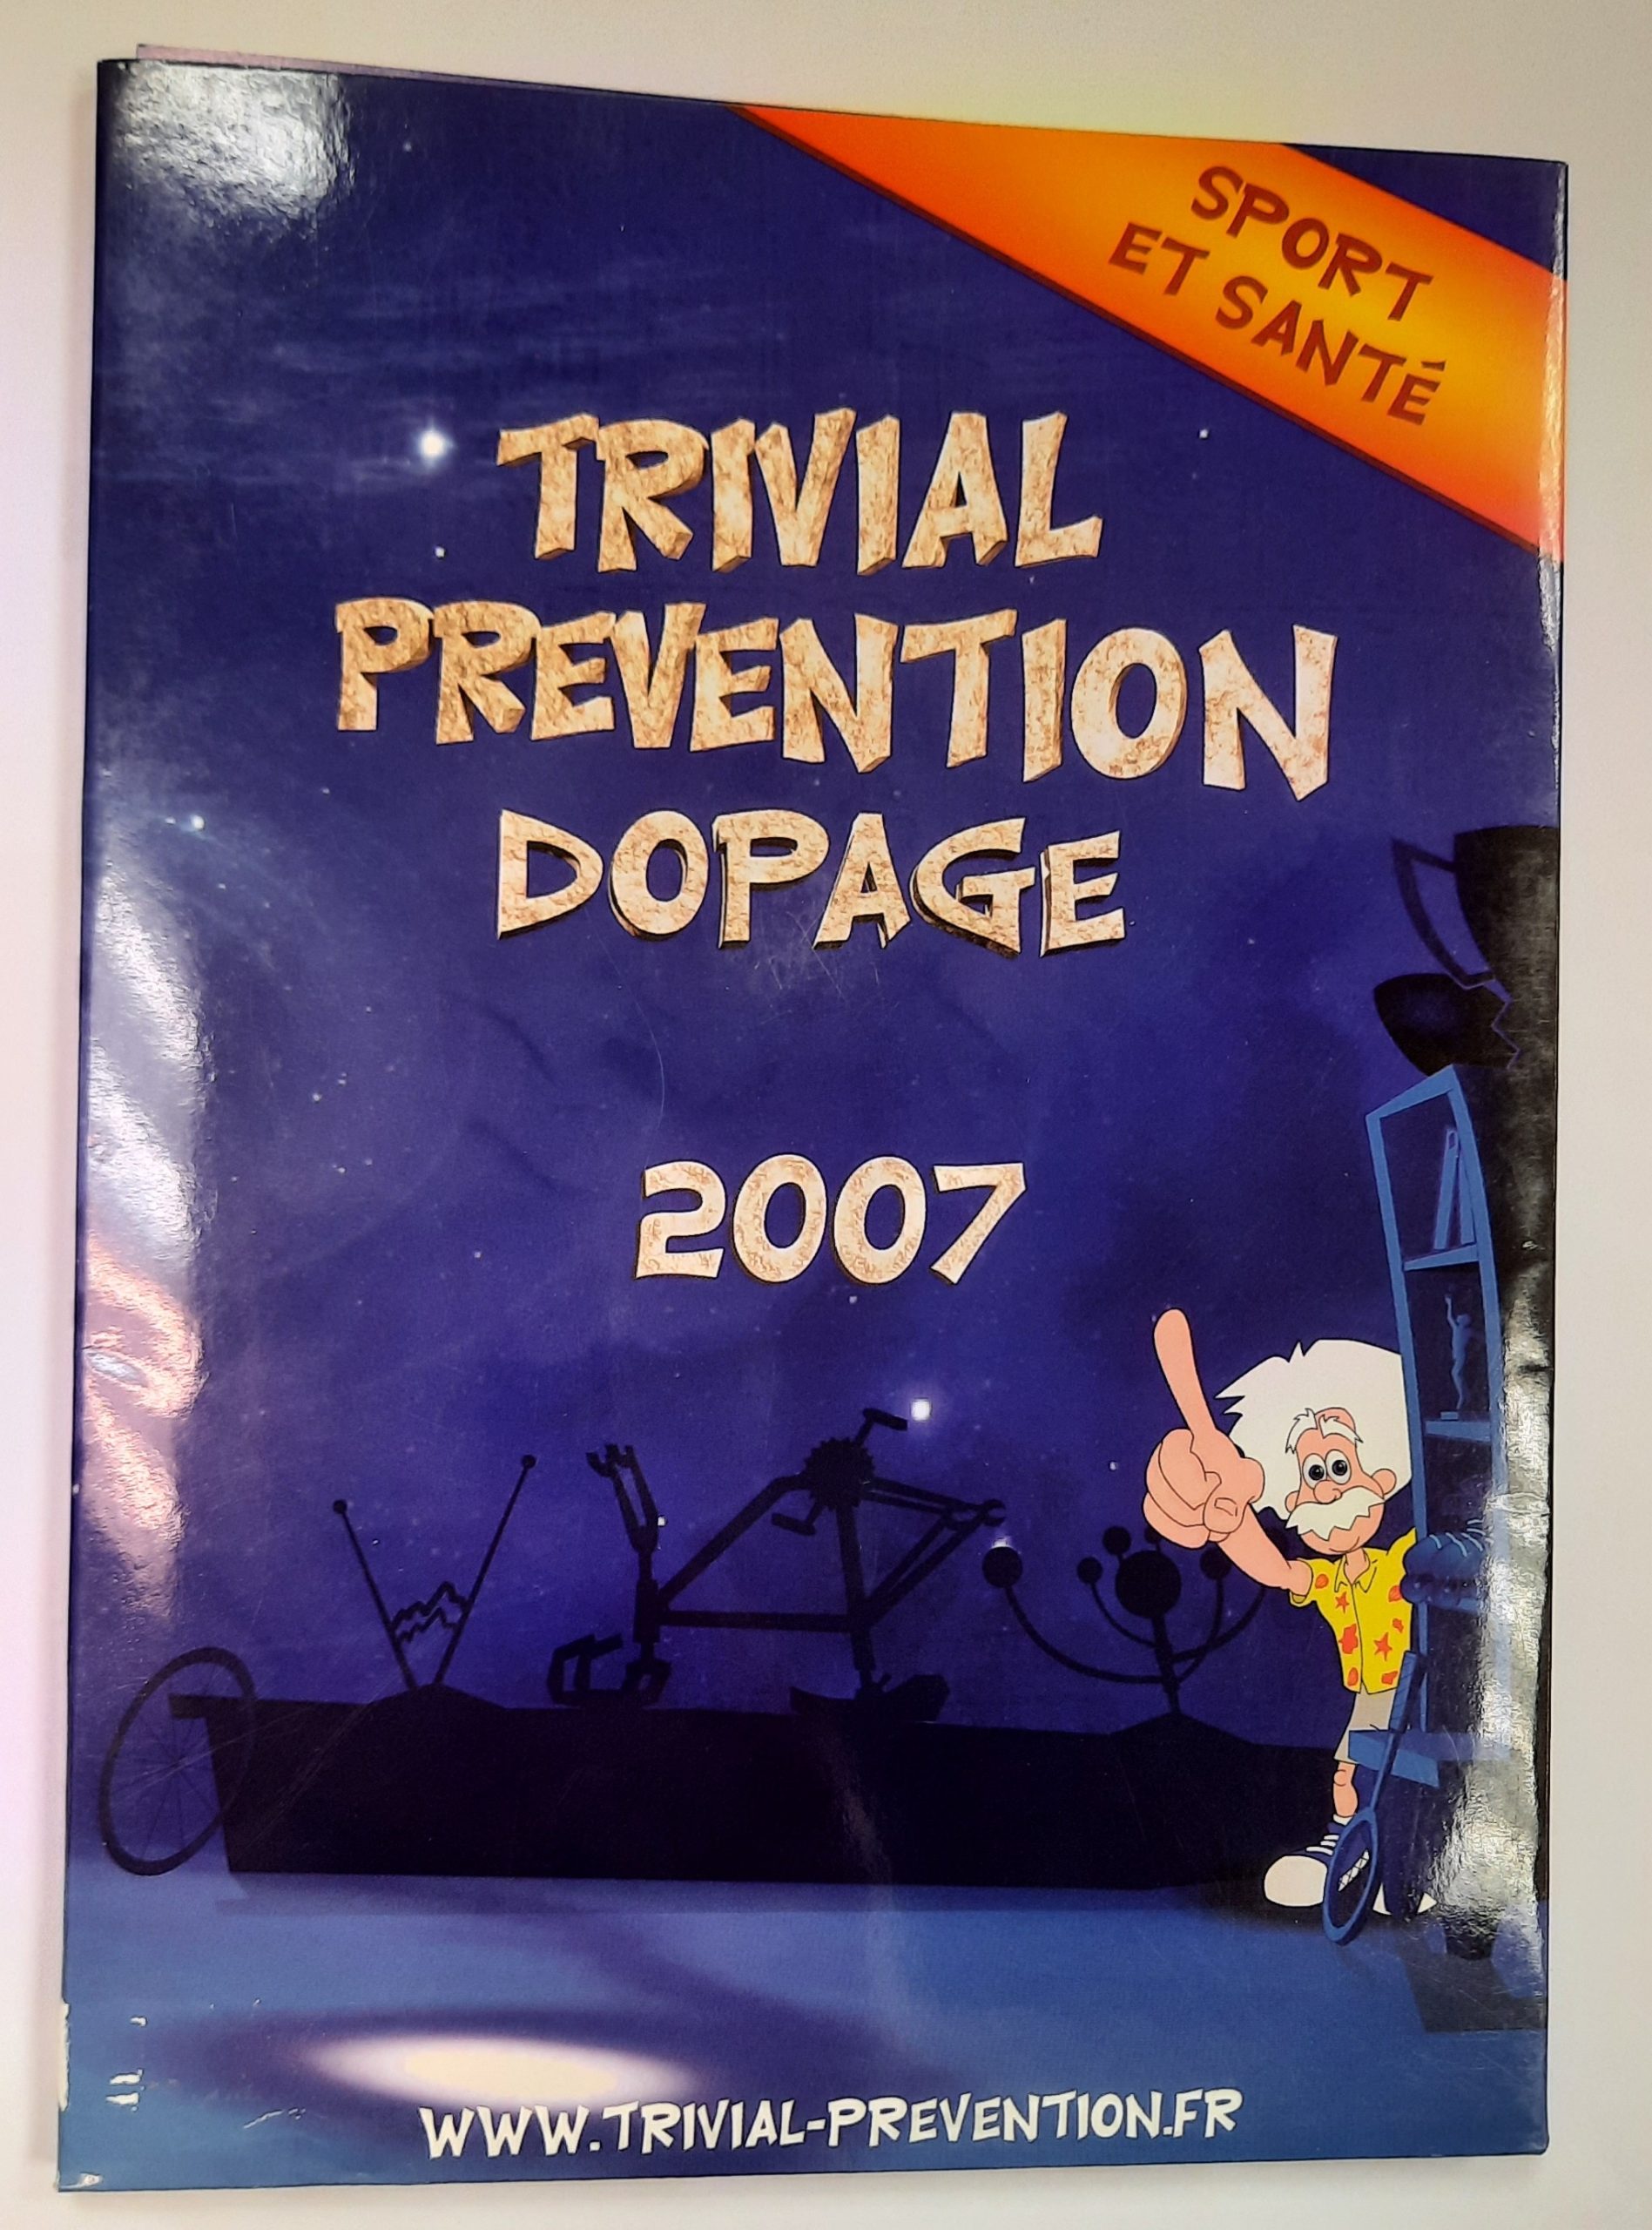 SPORT
ET SANTÉ
TRIVIAL
PREVENTION
DOPAGE
2007
WWW.TRIVIAL-PREVENTION.FR